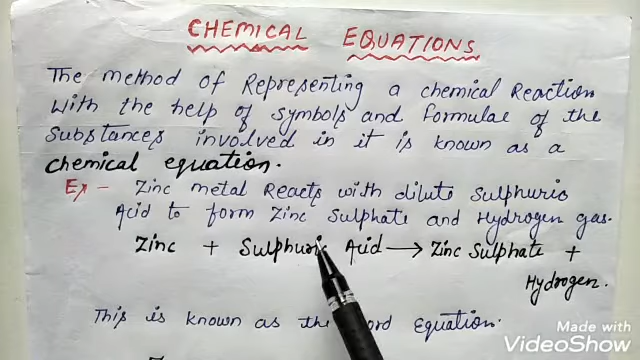 CHEMICAL EQUATIONS
The method of Representing a chemical Reaction
with the help of symbols and formulae of the
substances involved in it is known as a
chemical equation.
Ex - Zinc metal Reacts with dilute Sulphuric
Acid to form Zinc Sulphate and Hydrogen gas.
Zinc + Sulphuric Acid → Zinc Sulphate +
Hydrogen.
This is known as the Equation.
Made with
VideoShow